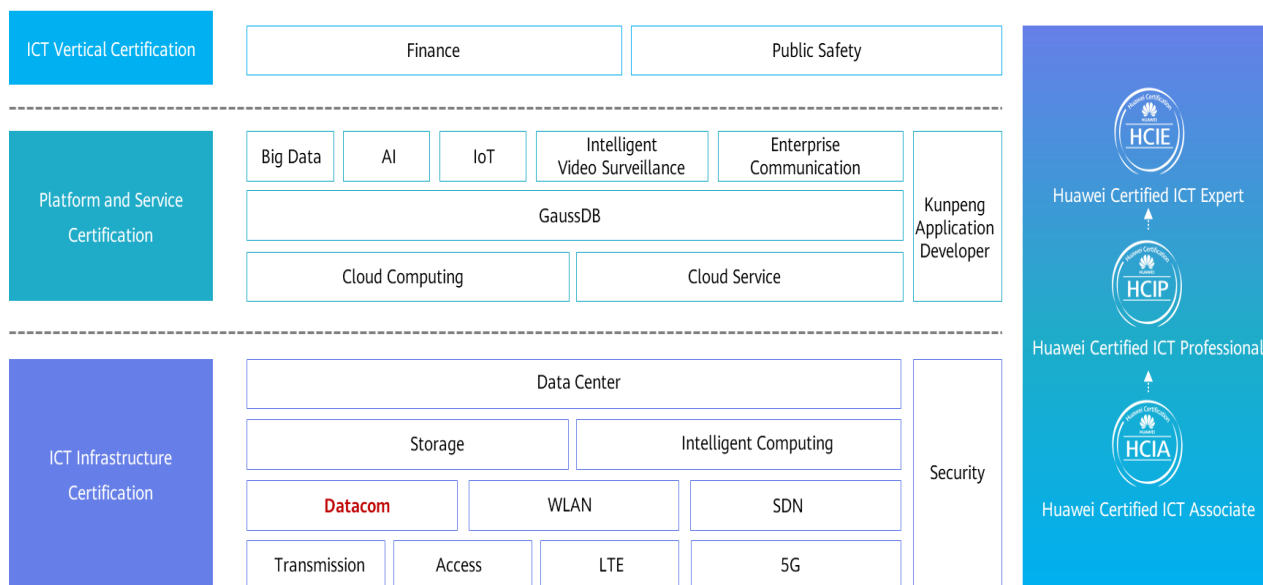 ICT Vertical Certification
Finance
Public Safety
Platform and Service
Certification
Big Data
AI
IoT
Intelligent
Video Surveillance
Enterprise
Communication
GaussDB
Cloud Computing
Cloud Service
Kunpeng
Application
Developer
ICT Infrastructure
Certification
Data Center
Storage
Intelligent Computing
Datacom
WLAN
SDN
Transmission
Access
LTE
5G
Security
Huawei Certification
HUAWEI
HCIE
Huawei Certified ICT Expert
Huawei Certification
HUAWEI
HCIP
Huawei Certified ICT Professional
Huawei Certification
HUAWEI
HCIA
Huawei Certified ICT Associate